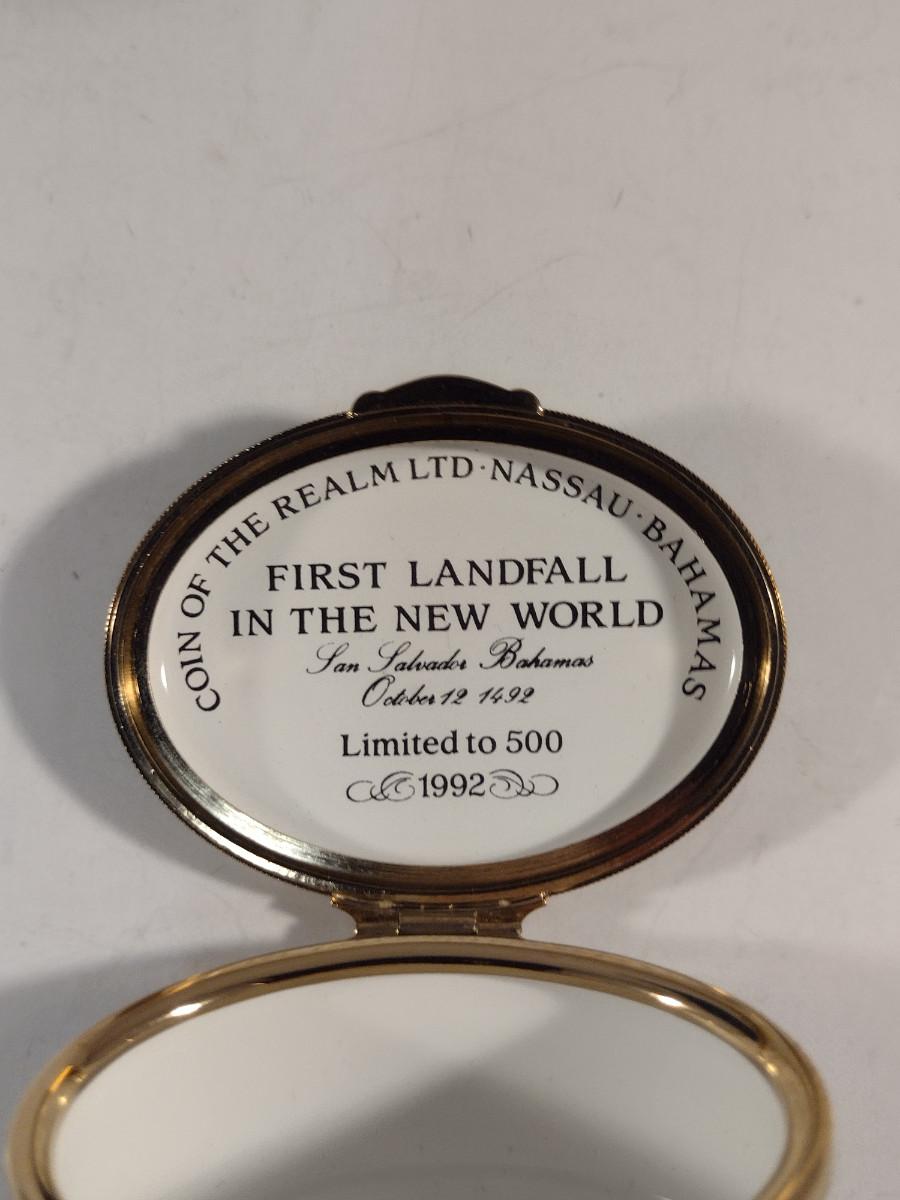 COIN OF THE REALM LTD·NASSAU·BAHAMAS
FIRST LANDFALL
IN THE NEW WORLD
San Salvador Bahamas
October 12 1492
Limited to 500
1992